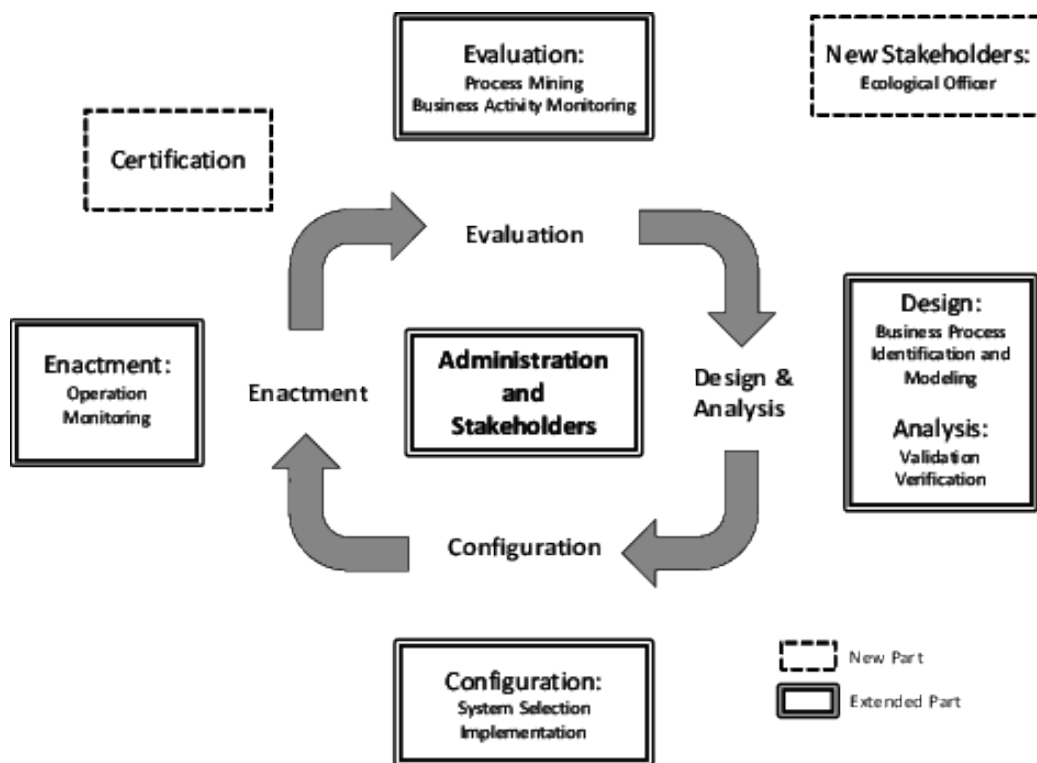 Evaluation:
Process Mining
Business Activity Monitoring
New Stakeholders:
Ecological Officer
Certification
Evaluation
Design:
Business Process
Identification and
Modeling
Analysis:
Validation
Verification
Enactment:
Operation
Monitoring
Enactment
Administration
and
Stakeholders
Design &
Analysis
Configuration
Configuration:
System Selection
Implementation
New Part
Extended Part